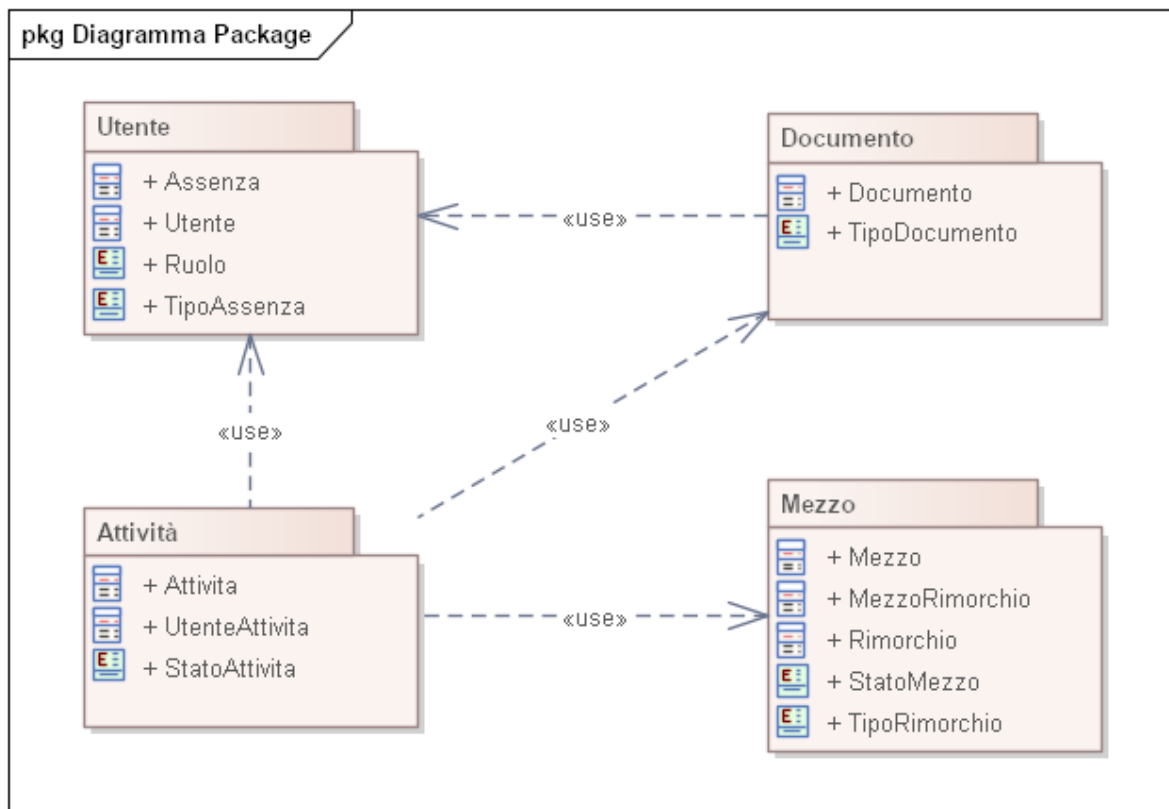 pkg Diagramma Package
Utente
+ Assenza
+ Utente
+ Ruolo
+ TipoAssenza
Documento
+ Documento
+ TipoDocumento
«use»
«use»
«use»
Attività
+ Attivita
+ UtenteAttivita
+ StatoAttivita
«use»
Mezzo
+ Mezzo
+ MezzoRimorchio
+ Rimorchio
+ StatoMezzo
+ TipoRimorchio